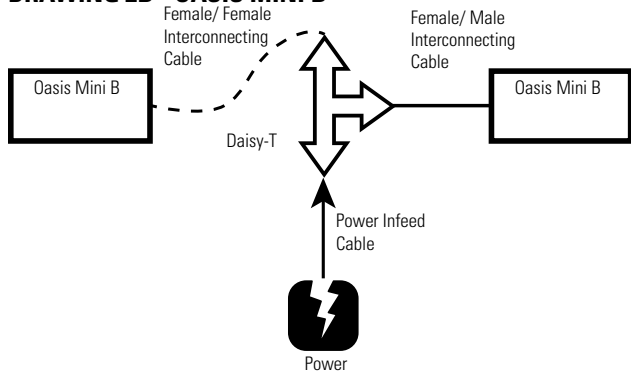 DRAWING 2B - OASIS MINI B
Female/ Female
Interconnecting
Cable
Female/ Male
Interconnecting
Cable
Oasis Mini B
Oasis Mini B
Daisy-T
Power Infeed
Cable
Power